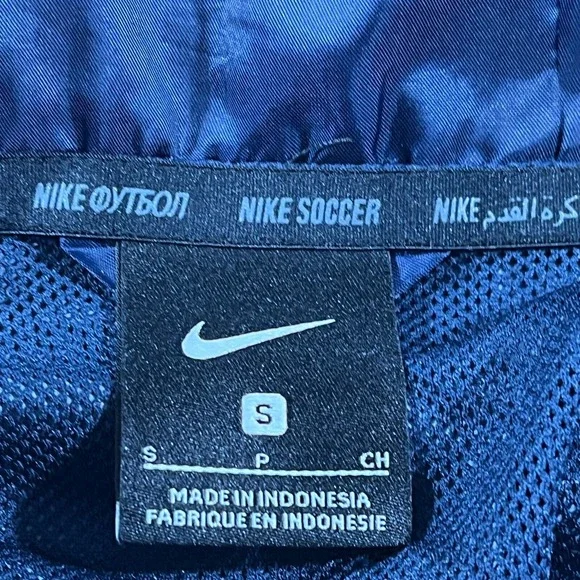 NIKE ФУТБОЛ NIKE SOCCER NIKE كرة القدم
S
S P CH
MADE IN INDONESIA
FABRIQUE EN INDONESIE